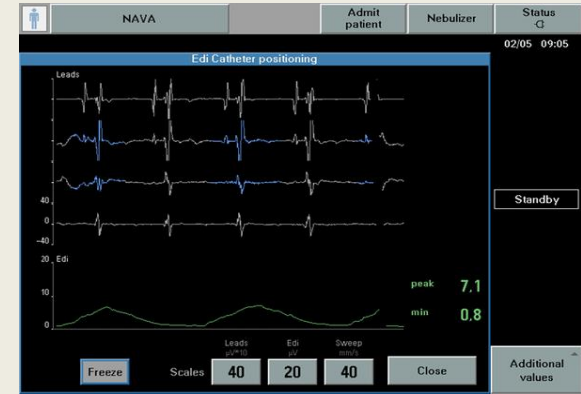 NAVA
Admit
patient
Nebulizer
Status
02/05 09:05
Edi Catheter positioning
Leads
40
0
-40
Standby
20 Edi
10
0
peak 7,1
min 0,8
Leads Edi Sweep
µV*10 µV mm/s
Freeze Scales 40 20 40 Close
Additional
values